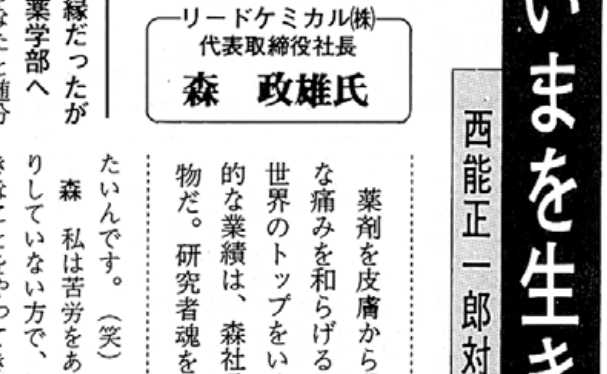 いまを生き
西能正一郎対
リードケミカル㈱
代表取締役社長
森 政雄氏
薬剤を皮膚から
な痛みを和らげる
世界のトップをい
的な業績は、森社
物だ。研究者魂を
縁だったが
薬学部へ
たいんです。(笑)
森 私は苦労をあ
りしていない方で、